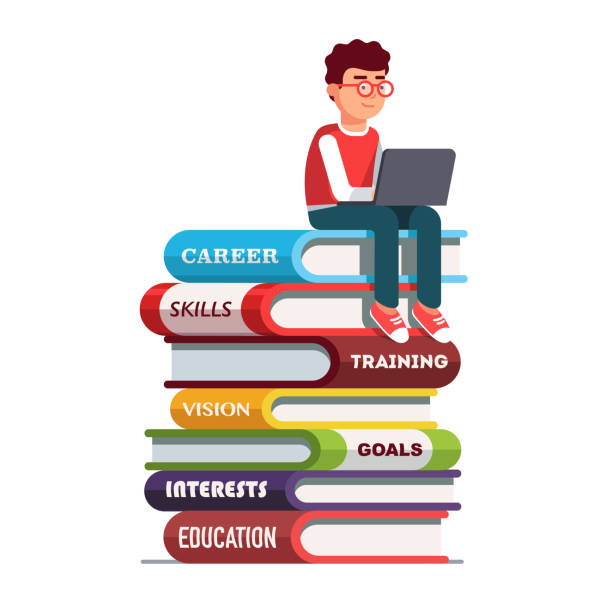 CAREER
SKILLS
TRAINING
VISION
GOALS
INTERESTS
EDUCATION